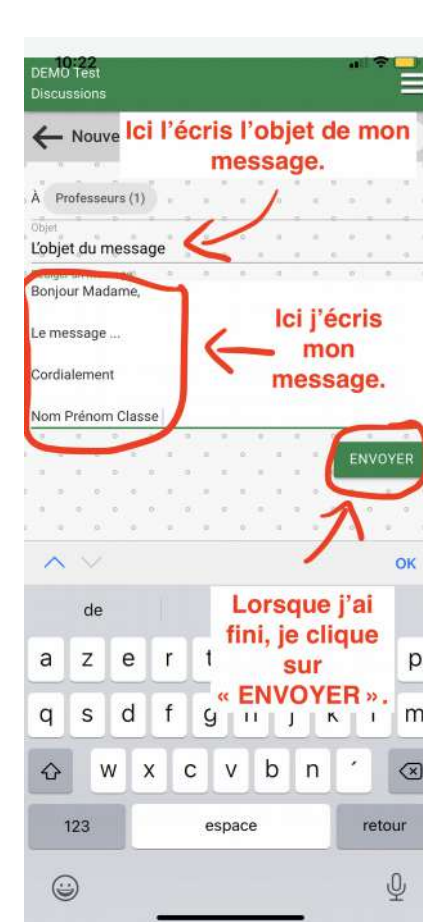 10:22
DEMO Test
Discussions
Nouve
Ici l'écris l'objet de mon
message.
À Professeurs (1)
Objet
L'objet du message
Bonjour Madame,
Le message ...
Cordialement
Nom Prénom Classe
Ici j'écris
mon
message.
ENVOYER
OK
de
Lorsque j'ai
fini, je clique
sur
« ENVOYER ».
a z e r t p
q s d f g h j k l m
w x c v b n ´
123 espace retour